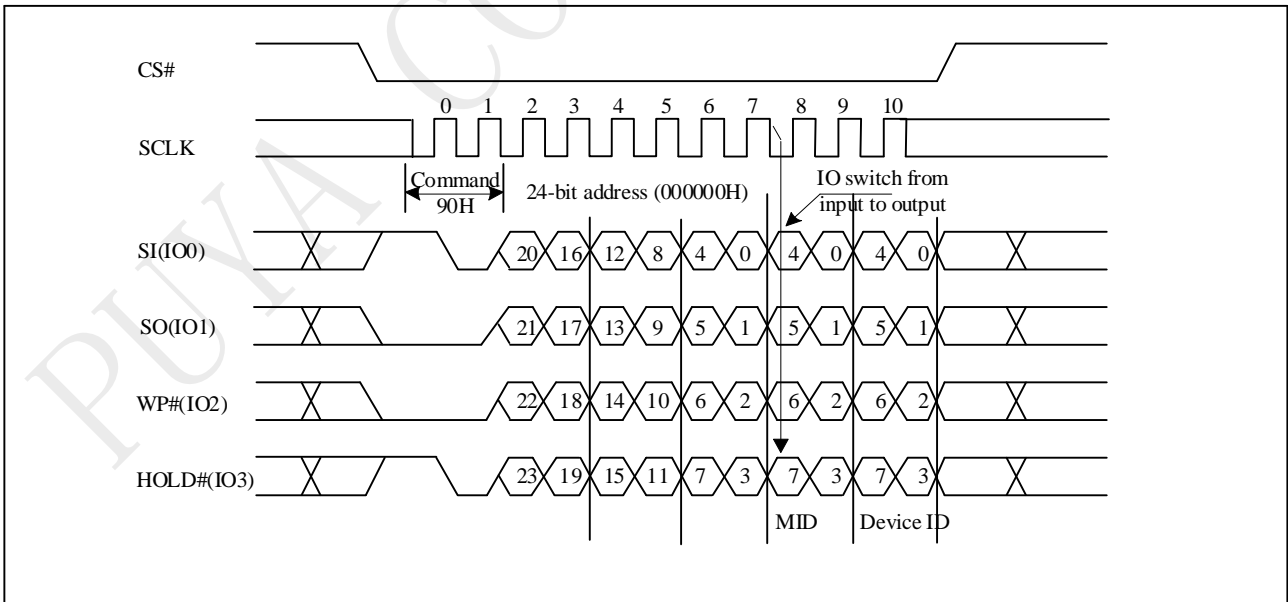 PUYA CO
CS#
0 1 2 3 4 5 6 7 8 9 10
SCLK
Command
90H
24-bit address (000000H)
IO switch from
input to output
SI(IO0)
20 16 12 8 4 0 4 0 4 0
SO(IO1)
21 17 13 9 5 1 5 1 5 1
WP#(IO2)
22 18 14 10 6 2 6 2 6 2
HOLD#(IO3)
23 19 15 11 7 3 7 3 7 3
MID
Device ID